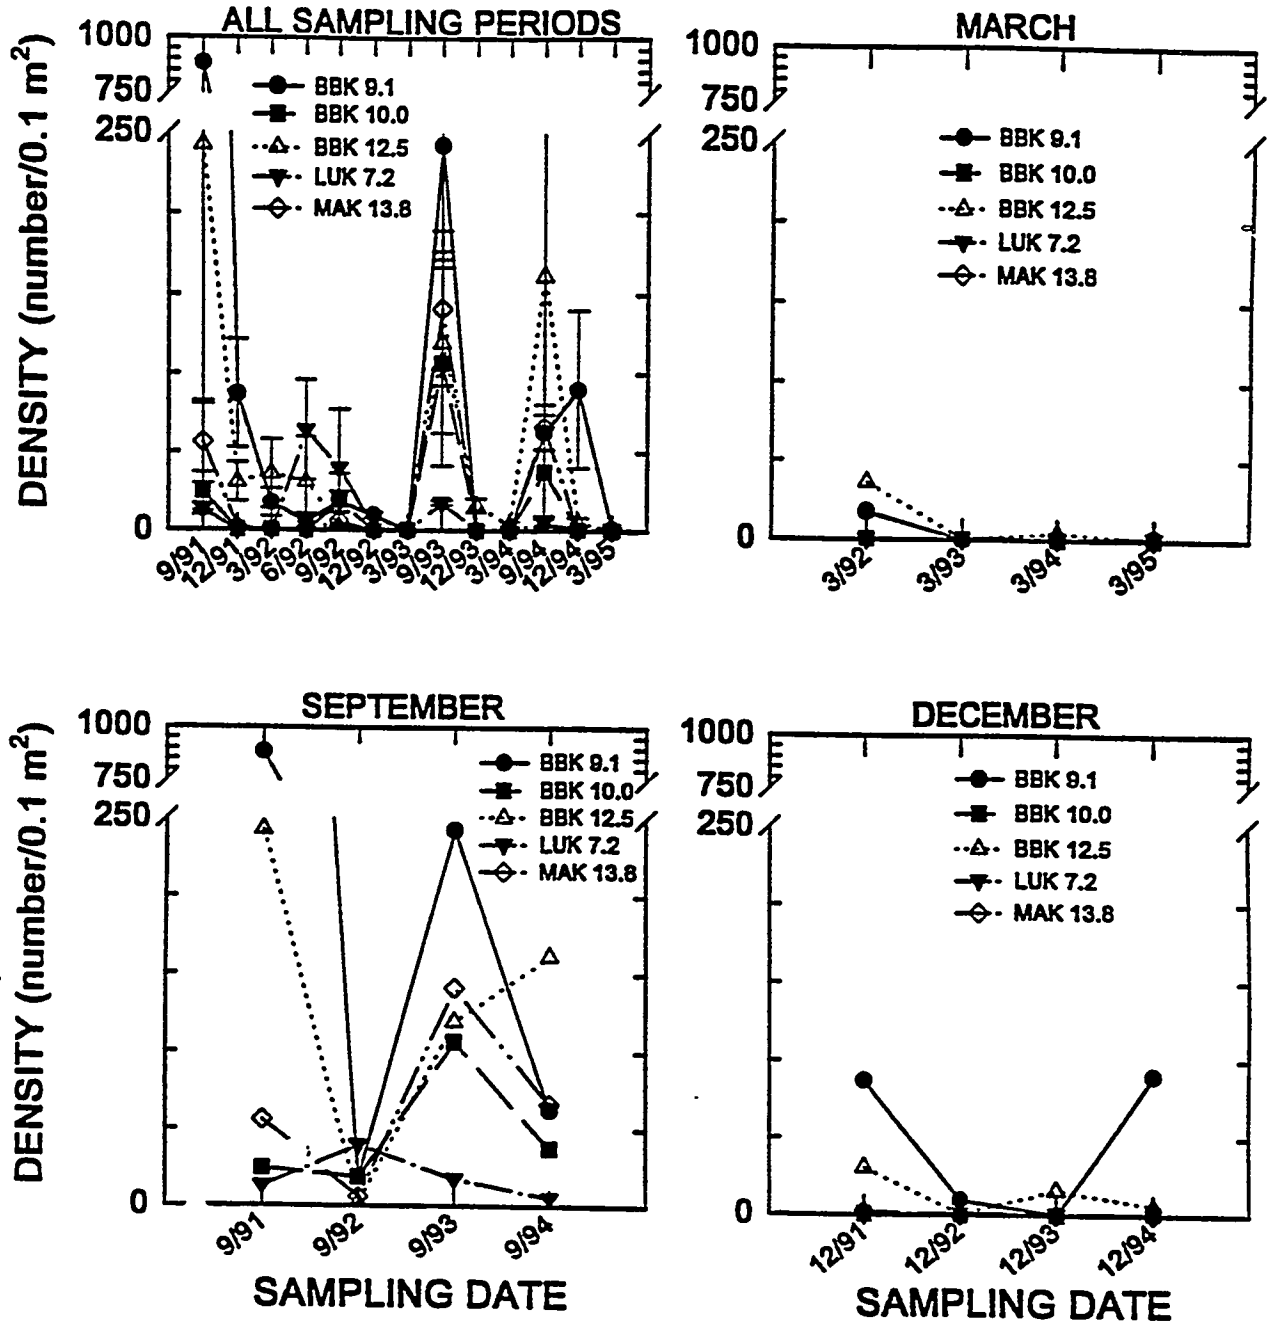 ALL SAMPLING PERIODS
DENSITY (number/0.1 m²)
1000
750
250
0
BBK 9.1
BBK 10.0
BBK 12.5
LUK 7.2
MAK 13.8
9/91
12/91
3/92
6/92
9/92
12/92
3/93
9/93
12/93
3/94
9/94
12/94
3/95
MARCH
1000
750
250
0
BBK 9.1
BBK 10.0
BBK 12.5
LUK 7.2
MAK 13.8
3/92
3/93
3/94
3/95
SEPTEMBER
DENSITY (number/0.1 m²)
1000
750
250
0
BBK 9.1
BBK 10.0
BBK 12.5
LUK 7.2
MAK 13.8
9/91
9/92
9/93
9/94
SAMPLING DATE
DECEMBER
1000
750
250
0
BBK 9.1
BBK 10.0
BBK 12.5
LUK 7.2
MAK 13.8
12/91
12/92
12/93
12/94
SAMPLING DATE